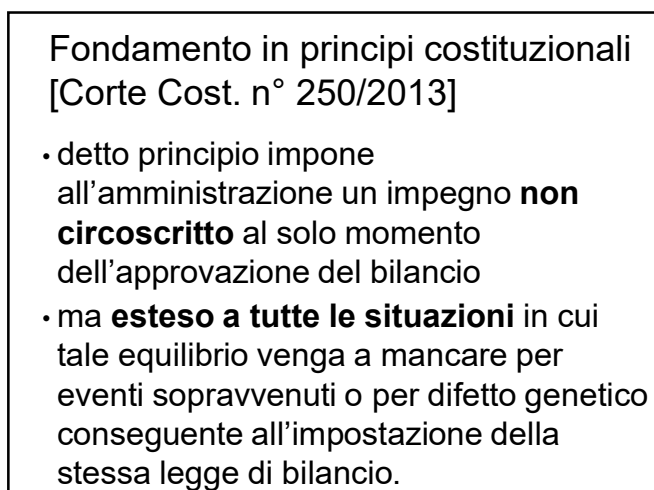 Fondamento in principi costituzionali
[Corte Cost. n° 250/2013]
• detto principio impone
all’amministrazione un impegno non
circoscritto al solo momento
dell’approvazione del bilancio
• ma esteso a tutte le situazioni in cui
tale equilibrio venga a mancare per
eventi sopravvenuti o per difetto genetico
conseguente all’impostazione della
stessa legge di bilancio.